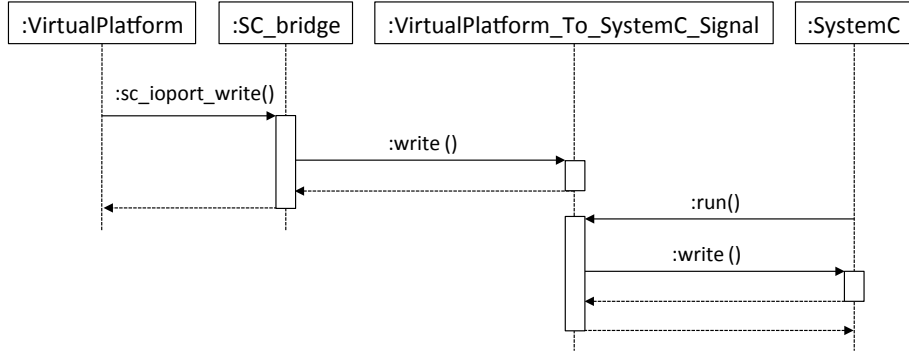 :VirtualPlatform
:SC_bridge
:VirtualPlatform_To_SystemC_Signal
:SystemC
:sc_ioport_write()
:write ()
:run()
:write ()